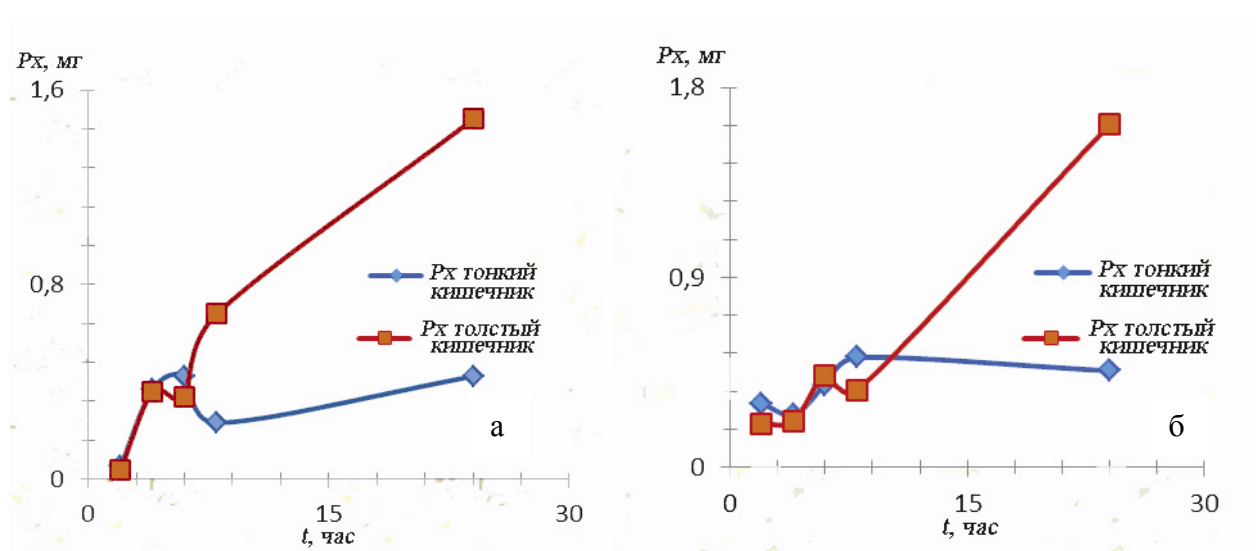 Px, мг
1,6
0,8
0
0
15
30
t, час
Px тонкий
кишечник
Px толстый
кишечник
а
Px, мг
1,8
0,9
0
0
15
30
t, час
Px тонкий
кишечник
Px толстый
кишечник
б